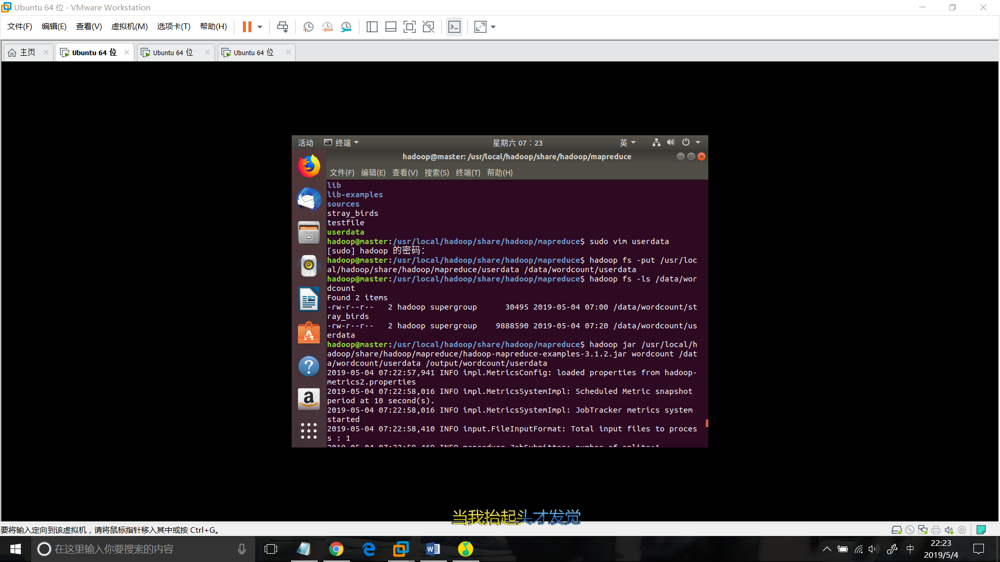 Ubuntu 64 位 - VMware Workstation
文件(F) 编辑(E) 查看(V) 虚拟机(M) 选项卡(T) 帮助(H)
主页 Ubuntu 64 位 Ubuntu 64 位 Ubuntu 64 位
活动 终端 星期六 07：23 英
hadoop@master: /usr/local/hadoop/share/hadoop/mapreduce
文件(F) 编辑(E) 查看(V) 搜索(S) 终端(T) 帮助(H)
lib
lib-examples
sources
stray_birds
testfile
userdata
hadoop@master:/usr/local/hadoop/share/hadoop/mapreduce$ sudo vim userdata
[sudo] hadoop 的密码：
hadoop@master:/usr/local/hadoop/share/hadoop/mapreduce$ hadoop fs -put /usr/loc
al/hadoop/share/hadoop/mapreduce/userdata /data/wordcount/userdata
hadoop@master:/usr/local/hadoop/share/hadoop/mapreduce$ hadoop fs -ls /data/wor
dcount
Found 2 items
-rw-r--r--   2 hadoop supergroup      30495 2019-05-04 07:00 /data/wordcount/st
ray_birds
-rw-r--r--   2 hadoop supergroup    9888590 2019-05-04 07:20 /data/wordcount/us
erdata
hadoop@master:/usr/local/hadoop/share/hadoop/mapreduce$ hadoop jar /usr/local/h
adoop/share/hadoop/mapreduce/hadoop-mapreduce-examples-3.1.2.jar wordcount /dat
a/wordcount/userdata /output/wordcount/userdata
2019-05-04 07:22:57,941 INFO impl.MetricsConfig: loaded properties from hadoop-
metrics2.properties
2019-05-04 07:22:58,016 INFO impl.MetricsSystemImpl: Scheduled Metric snapshot
period at 10 second(s).
2019-05-04 07:22:58,016 INFO impl.MetricsSystemImpl: JobTracker metrics system
started
2019-05-04 07:22:58,410 INFO input.FileInputFormat: Total input files to proces
s : 1
2019-05-04 07:22:58,469 INFO mapreduce.JobSubmitter: number of splits:1
当我抬起头才发觉
要将输入定向到该虚拟机，请将鼠标指针移入其中或按 Ctrl+G。
在这里输入你要搜索的内容
中
22:23
2019/5/4